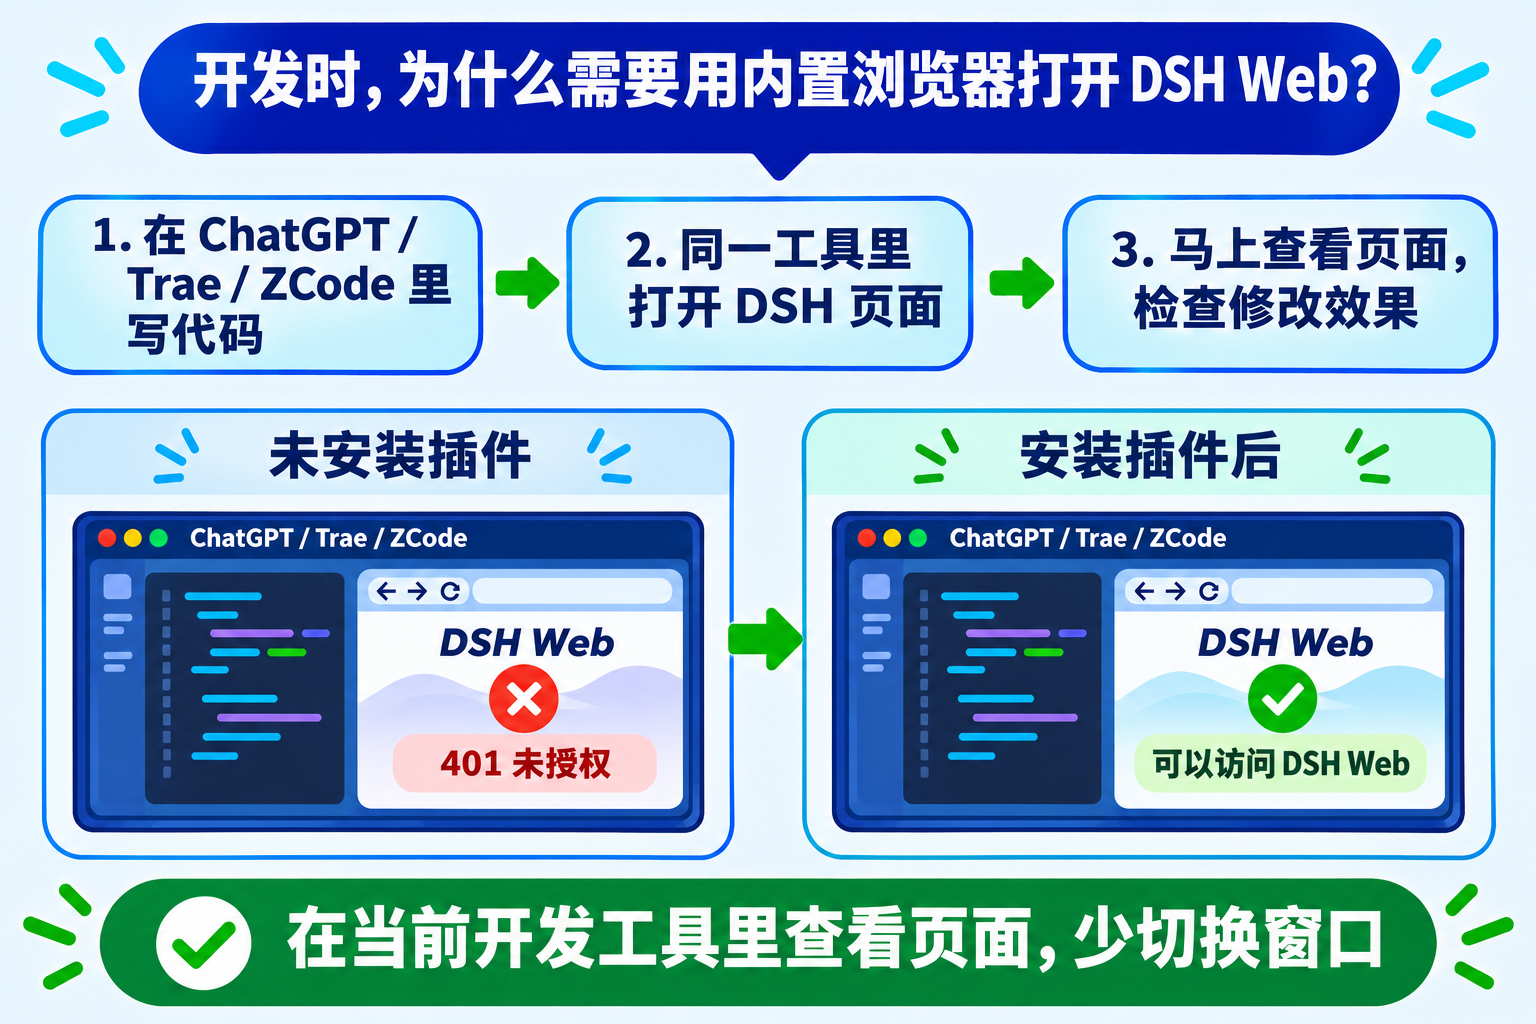 开发时，为什么需要用内置浏览器打开 DSH Web?
1. 在 ChatGPT /
Trae / ZCode 里
写代码
2. 同一工具里
打开 DSH 页面
3. 马上查看页面，
检查修改效果
未安装插件
ChatGPT / Trae / ZCode
DSH Web
401 未授权
安装插件后
ChatGPT / Trae / ZCode
DSH Web
可以访问 DSH Web
在当前开发工具里查看页面，少切换窗口